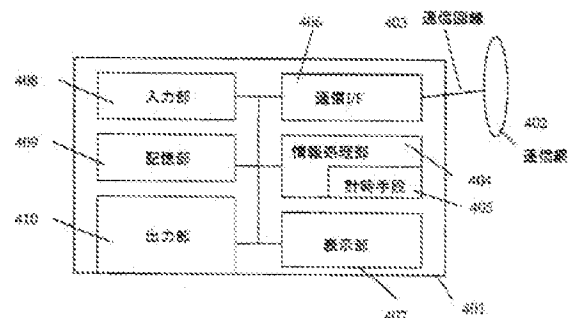 406
403 通信回線
408
入力部
通信I/F
402
通信網
409
記憶部
情報処理部
404
計時手段
405
410
出力部
表示部
407
401